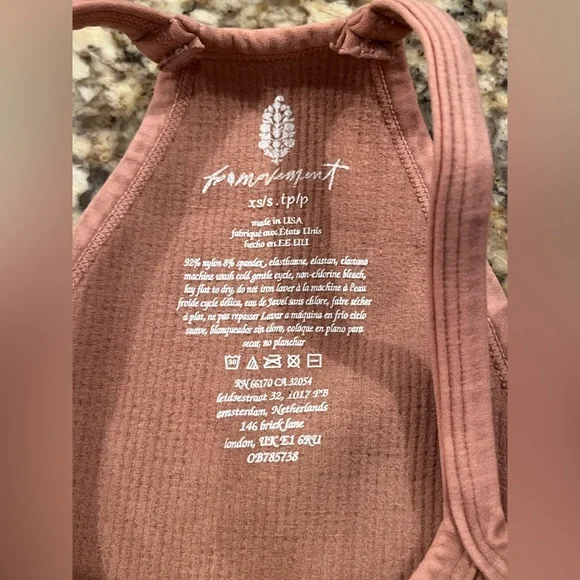 fp movement
xs/s . tp/p
made in USA
fabriqué aux États Unis
hecho en EE.UU
92% nylon 8% spandex, elasthanne, elastan, elastano
machine wash cold gentle cycle, non-chlorine bleach,
lay flat to dry, do not iron laver à la machine à l'eau
froide cycle délica, eau de Javel sans chlore, faire sécher
à plat, ne pas repasser Lavar a máquina en frío ciclo
suave, blanqueador sin cloro, coloque en plano para
secar, no planchar
30
RN 66170 CA 32054
leidsestraat 32, 1017 PB
amsterdam, Netherlands
146 brick lane
london, UK E1 6RU
OB785738